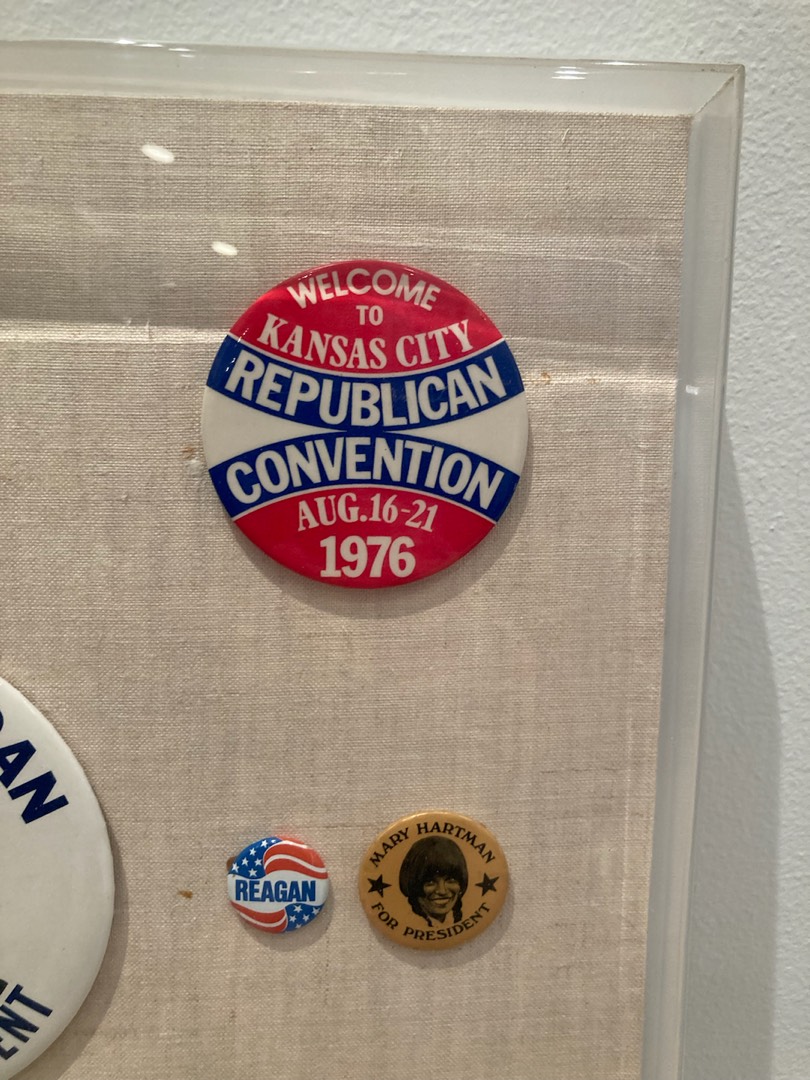 WELCOME
TO
KANSAS CITY
REPUBLICAN
CONVENTION
AUG.16-21
1976
REAGAN
MARY HARTMAN
FOR PRESIDENT